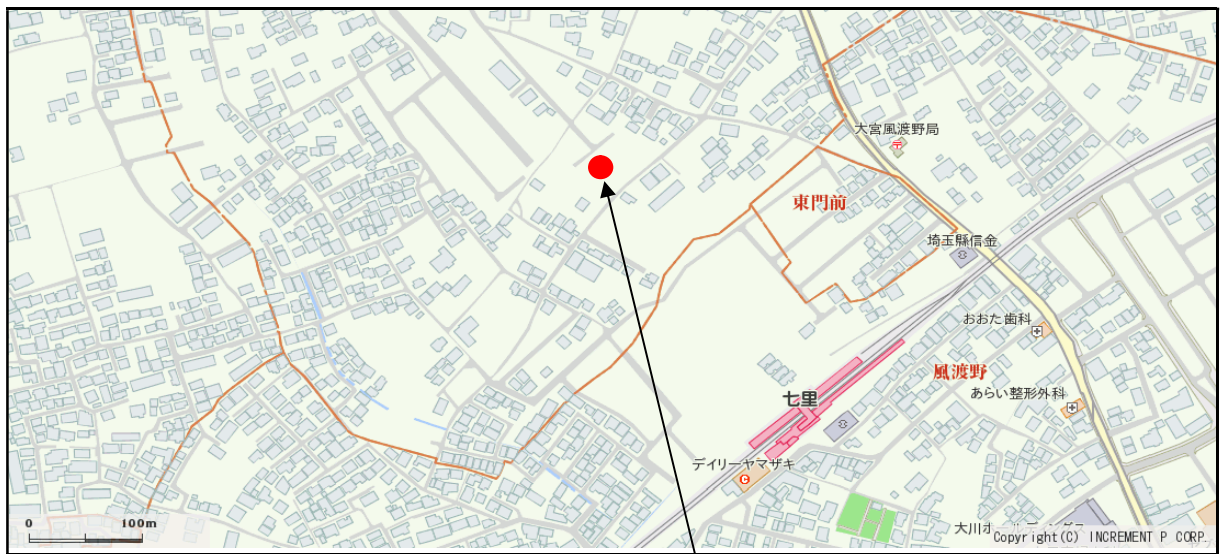 大宮風渡野局
東門前
埼玉縣信金
おおた歯科
風渡野
あらい整形外科
七里
デイリーヤマザキ
大川
0 100m
Copyright(C) INCREMENT P CORP.